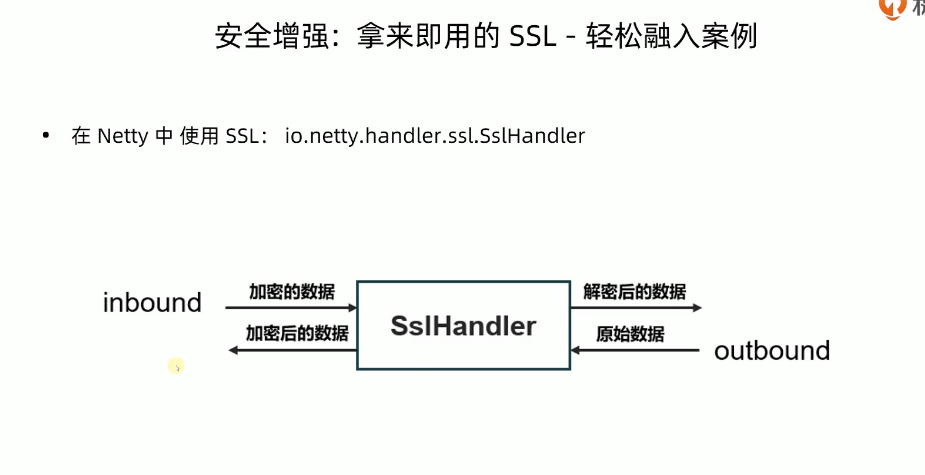 安全增强：拿来即用的 SSL - 轻松融入案例
• 在 Netty 中 使用 SSL： io.netty.handler.ssl.SslHandler
加密的数据
解密后的数据
inbound
SslHandler
加密后的数据
原始数据
outbound